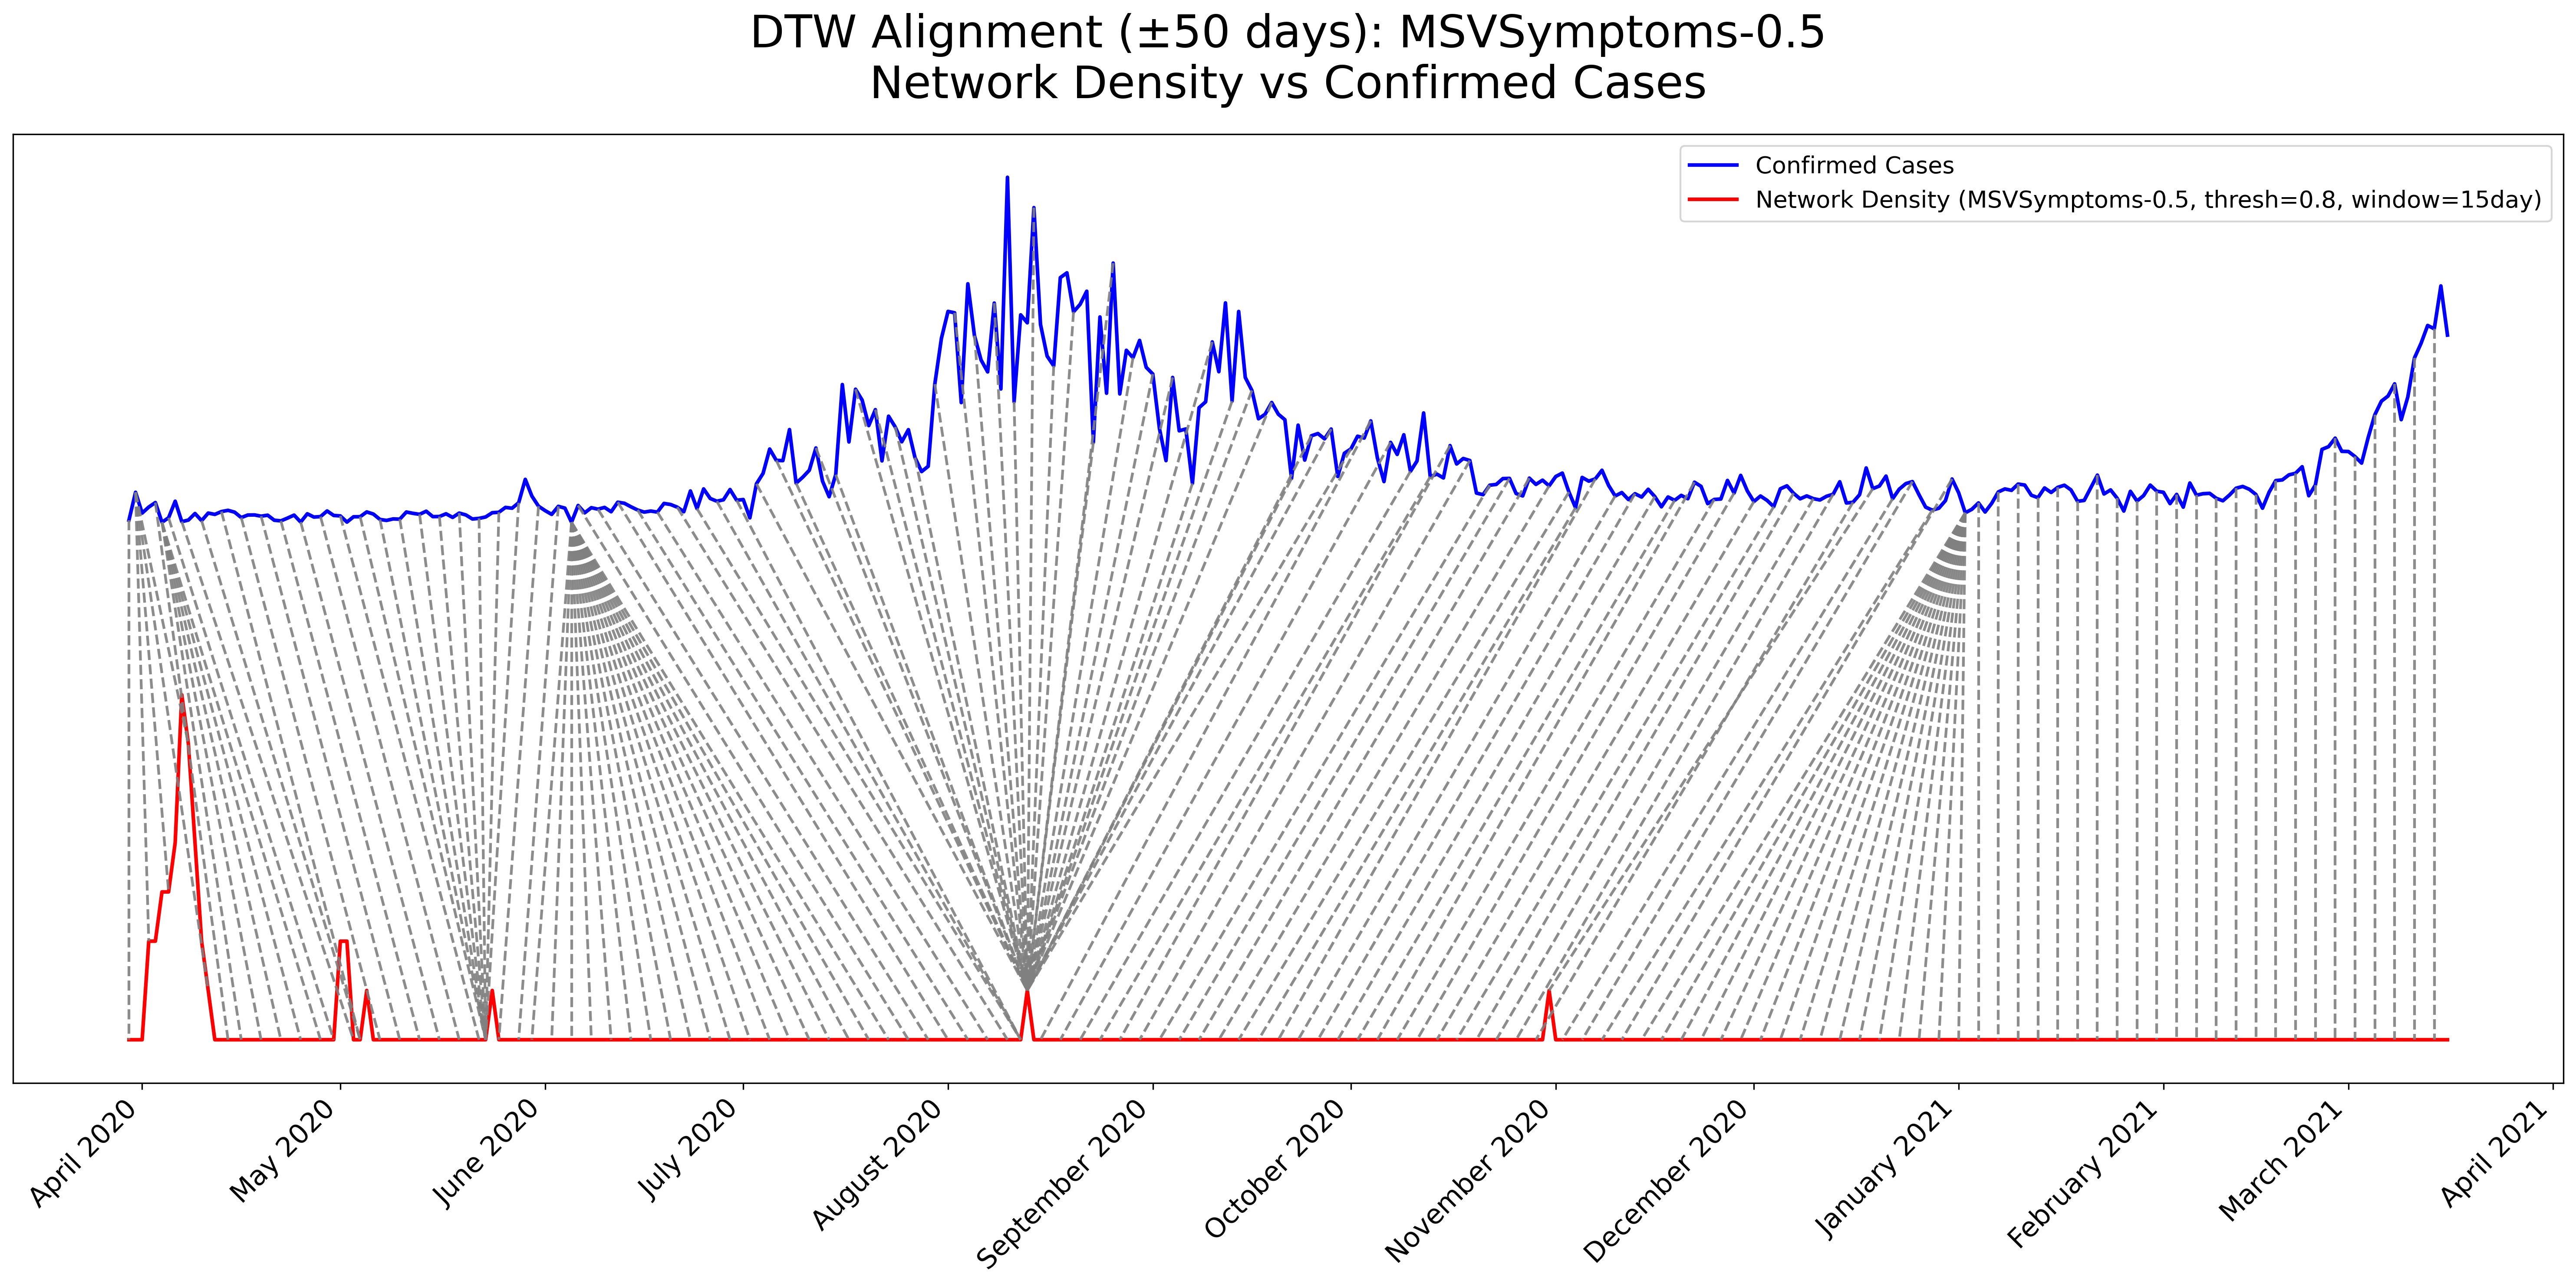 DTW Alignment (±50 days): MSVSymptoms-0.5
Network Density vs Confirmed Cases
Confirmed Cases
Network Density (MSVSymptoms-0.5, thresh=0.8, window=15day)
April 2020
May 2020
June 2020
July 2020
August 2020
September 2020
October 2020
November 2020
December 2020
January 2021
February 2021
March 2021
April 2021